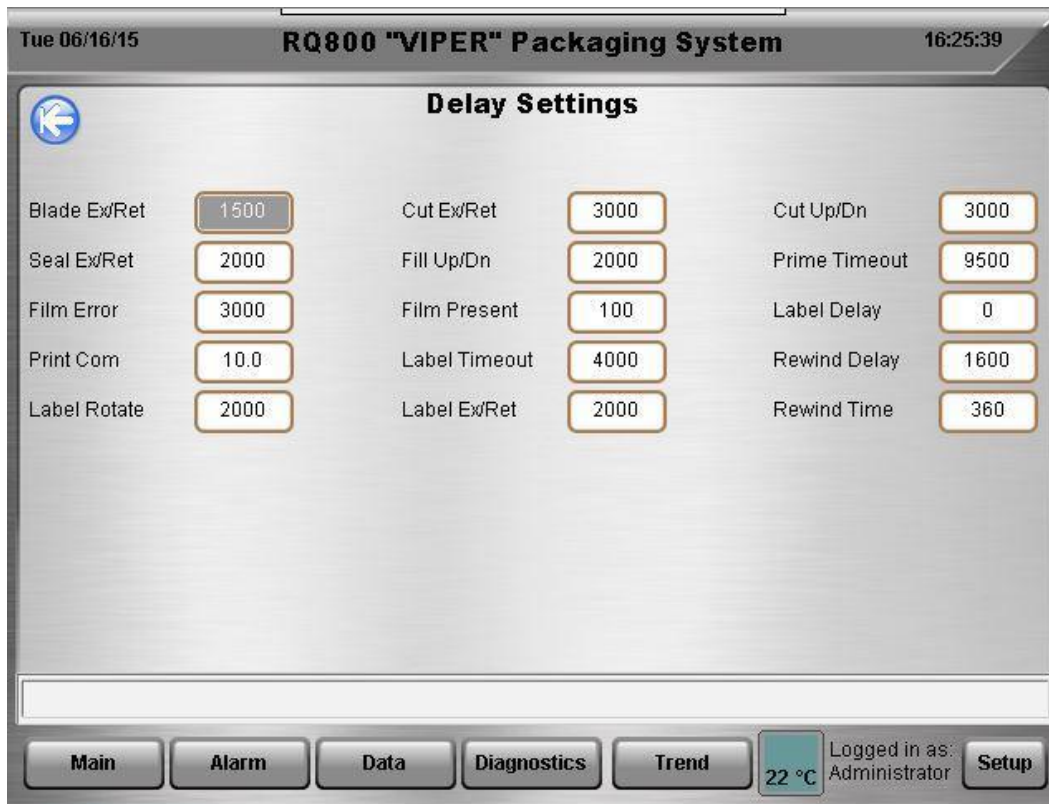 Tue 06/16/15 RQ800 "VIPER" Packaging System 16:25:39
Delay Settings
Blade Ex/Ret 1500 Cut Ex/Ret 3000 Cut Up/Dn 3000
Seal Ex/Ret 2000 Fill Up/Dn 2000 Prime Timeout 9500
Film Error 3000 Film Present 100 Label Delay 0
Print Com 10.0 Label Timeout 4000 Rewind Delay 1600
Label Rotate 2000 Label Ex/Ret 2000 Rewind Time 360
Main Alarm Data Diagnostics Trend 22 °C Logged in as: Administrator Setup